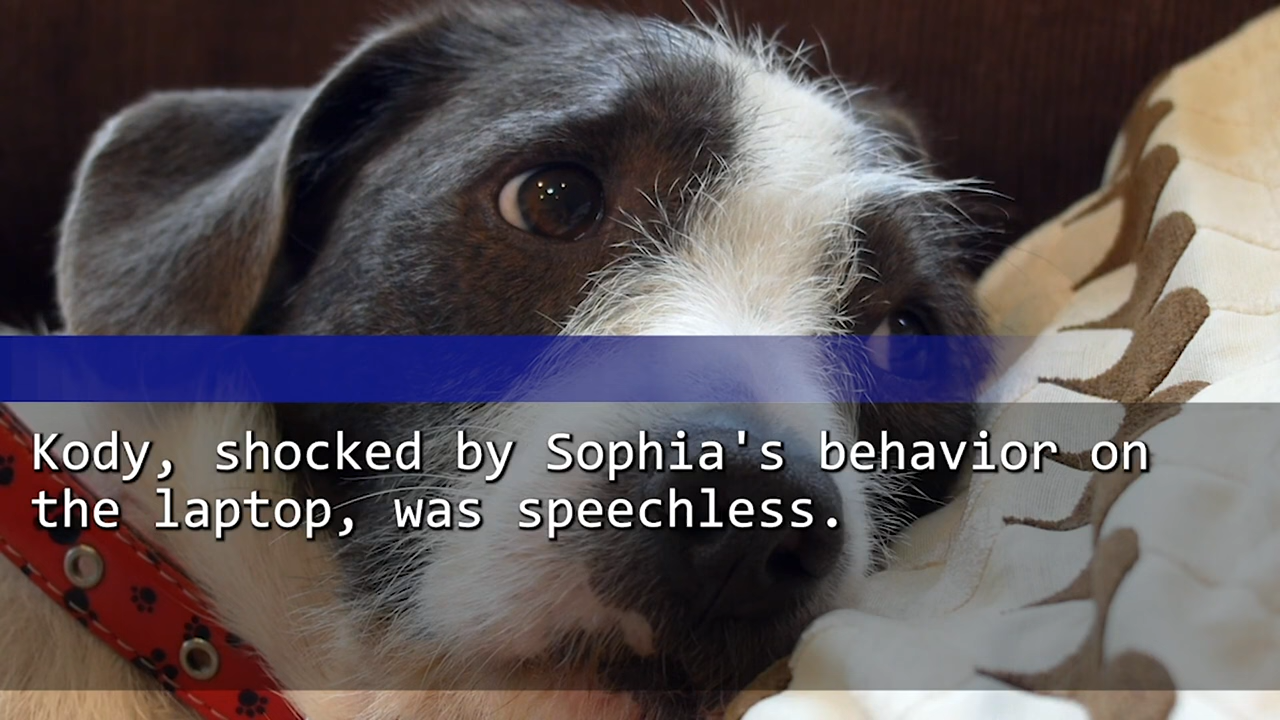 Kody, shocked by Sophia's behavior on
the laptop, was speechless.